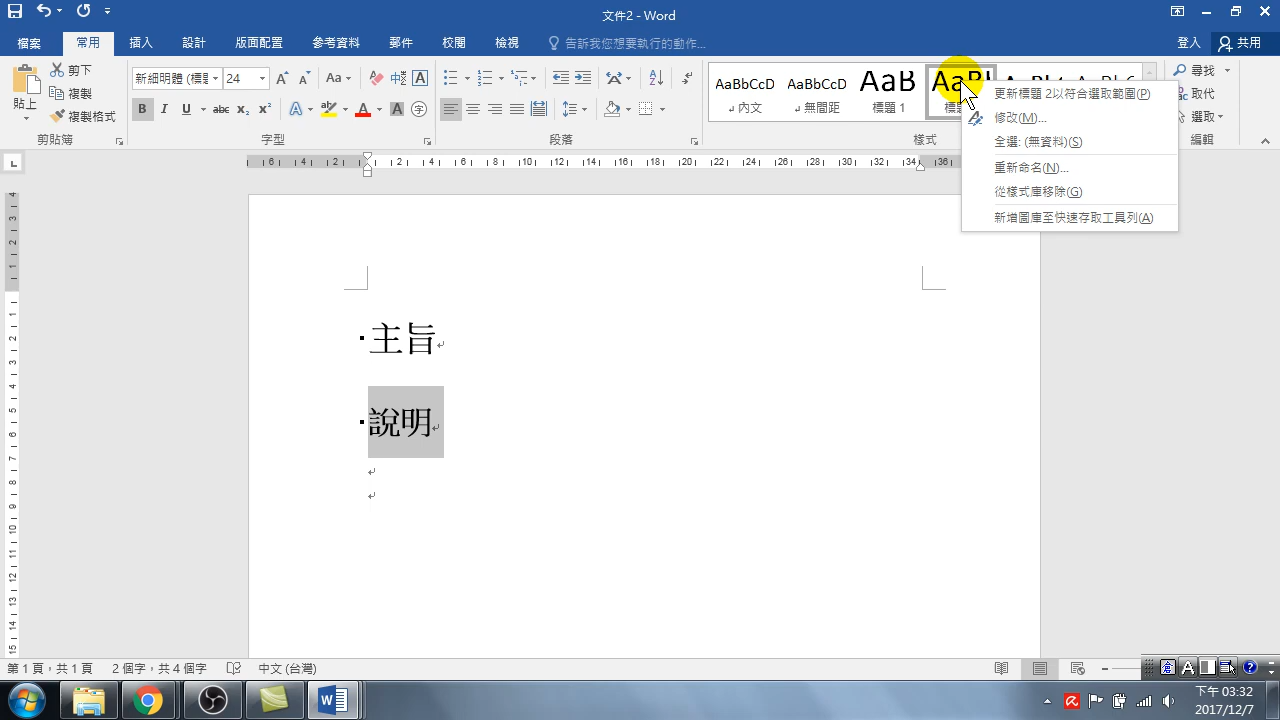 文件2 - Word
檔案 常用 插入 設計 版面配置 參考資料 郵件 校閱 檢視 告訴我您想要執行的動作... 登入 共用
貼上 剪下 複製 複製格式
新細明體 (標題 24
AaBbCcD AaBbCcD AaB
內文 無間距 標題 1
尋找 取代 選取
剪貼簿 字型 段落 樣式 編輯
更新標題 2以符合選取範圍(P)
修改(M)...
全選: (無資料)(S)
重新命名(N)...
從樣式庫移除(G)
新增圖庫至快速存取工具列(A)
主旨
說明
第 1 頁，共 1 頁 2 個字，共 4 個字 中文 (台灣)
下午 03:32
2017/12/7